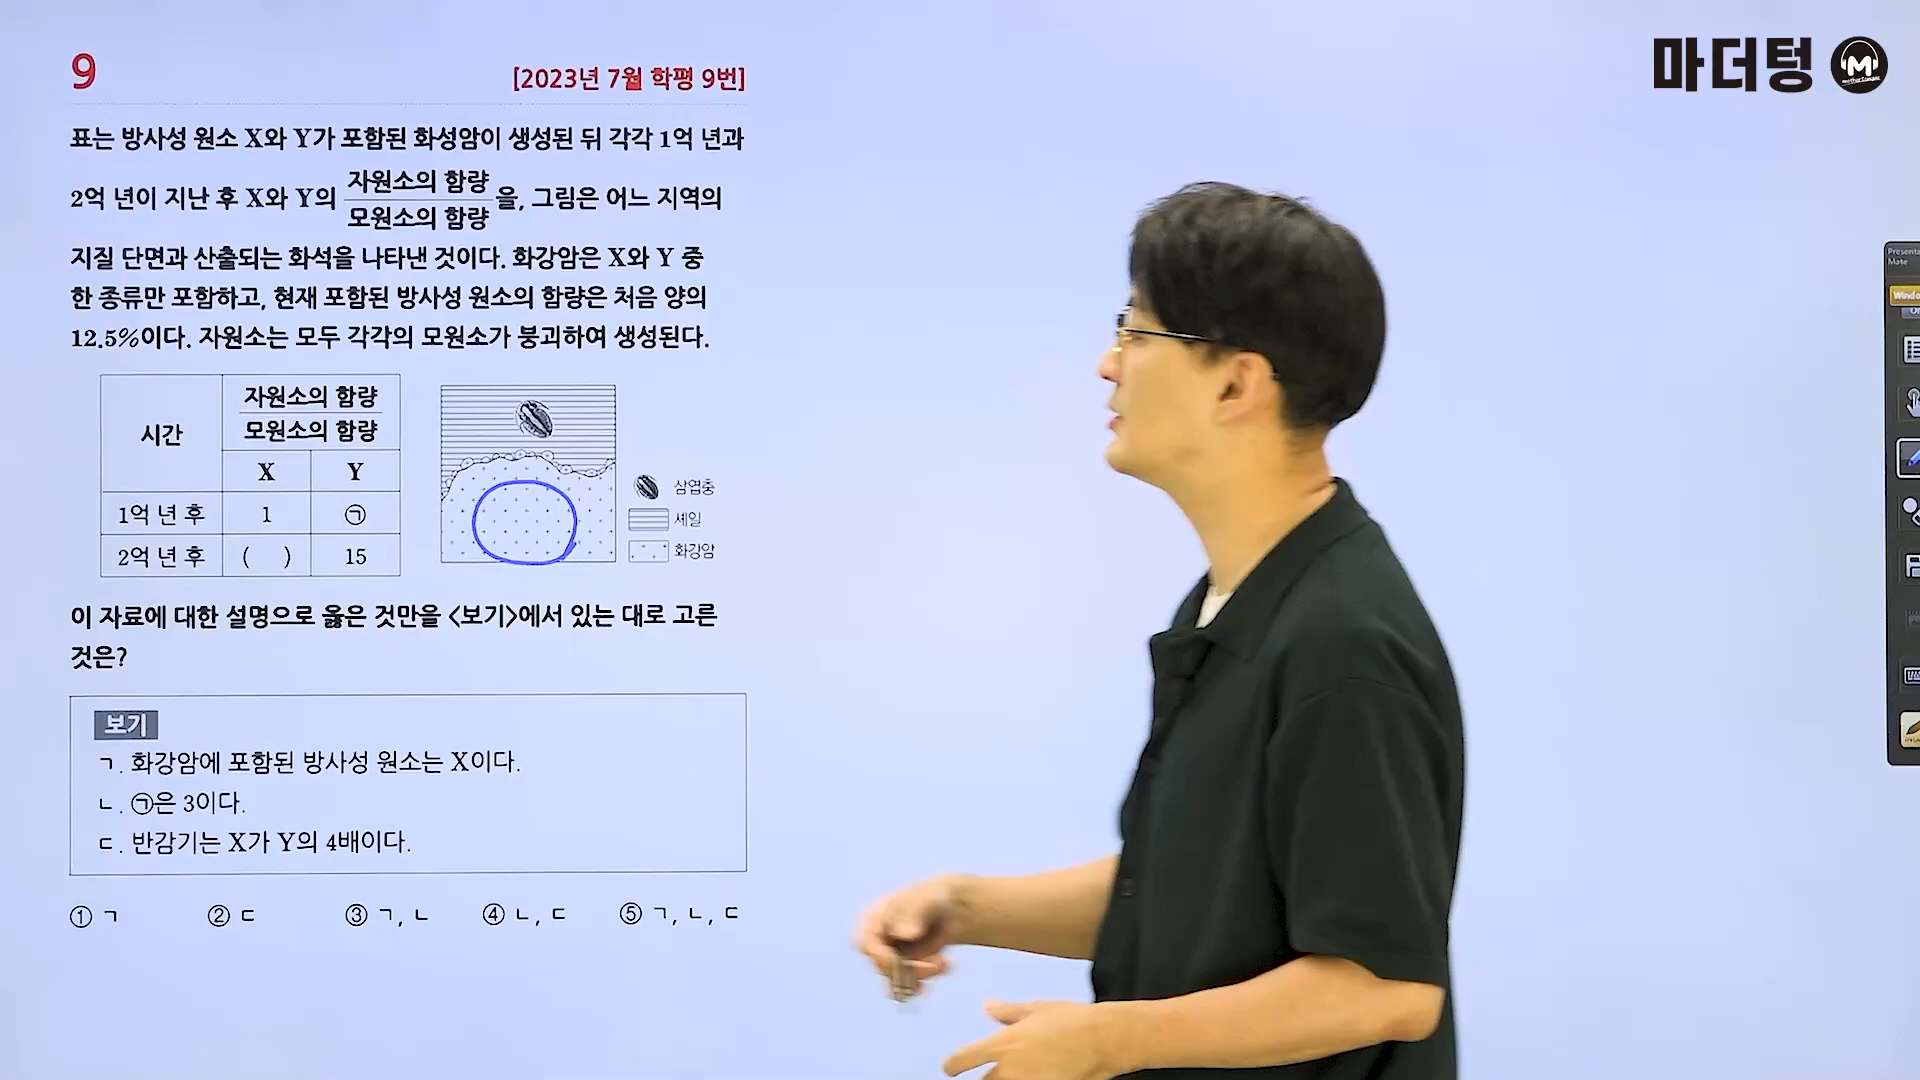 마더텅
M
9
[2023년 7월 학평 9번]
표는 방사성 원소 X와 Y가 포함된 화성암이 생성된 뒤 각각 1억 년과
2억 년이 지난 후 X와 Y의 자원소의 함량/모원소의 함량을, 그림은 어느 지역의
지질 단면과 산출되는 화석을 나타낸 것이다. 화강암은 X와 Y 중
한 종류만 포함하고, 현재 포함된 방사성 원소의 함량은 처음 양의
12.5%이다. 자원소는 모두 각각의 모원소가 붕괴하여 생성된다.
시간
자원소의 함량
모원소의 함량
X Y
1억 년 후 1 ㉠
2억 년 후 ( ) 15
삼엽충
셰일
화강암
이 자료에 대한 설명으로 옳은 것만을 <보기>에서 있는 대로 고른
것은?
보기
ㄱ. 화강암에 포함된 방사성 원소는 X이다.
ㄴ. ㉠은 3이다.
ㄷ. 반감기는 X가 Y의 4배이다.
① ㄱ ② ㄷ ③ ㄱ, ㄴ ④ ㄴ, ㄷ ⑤ ㄱ, ㄴ, ㄷ
Mate